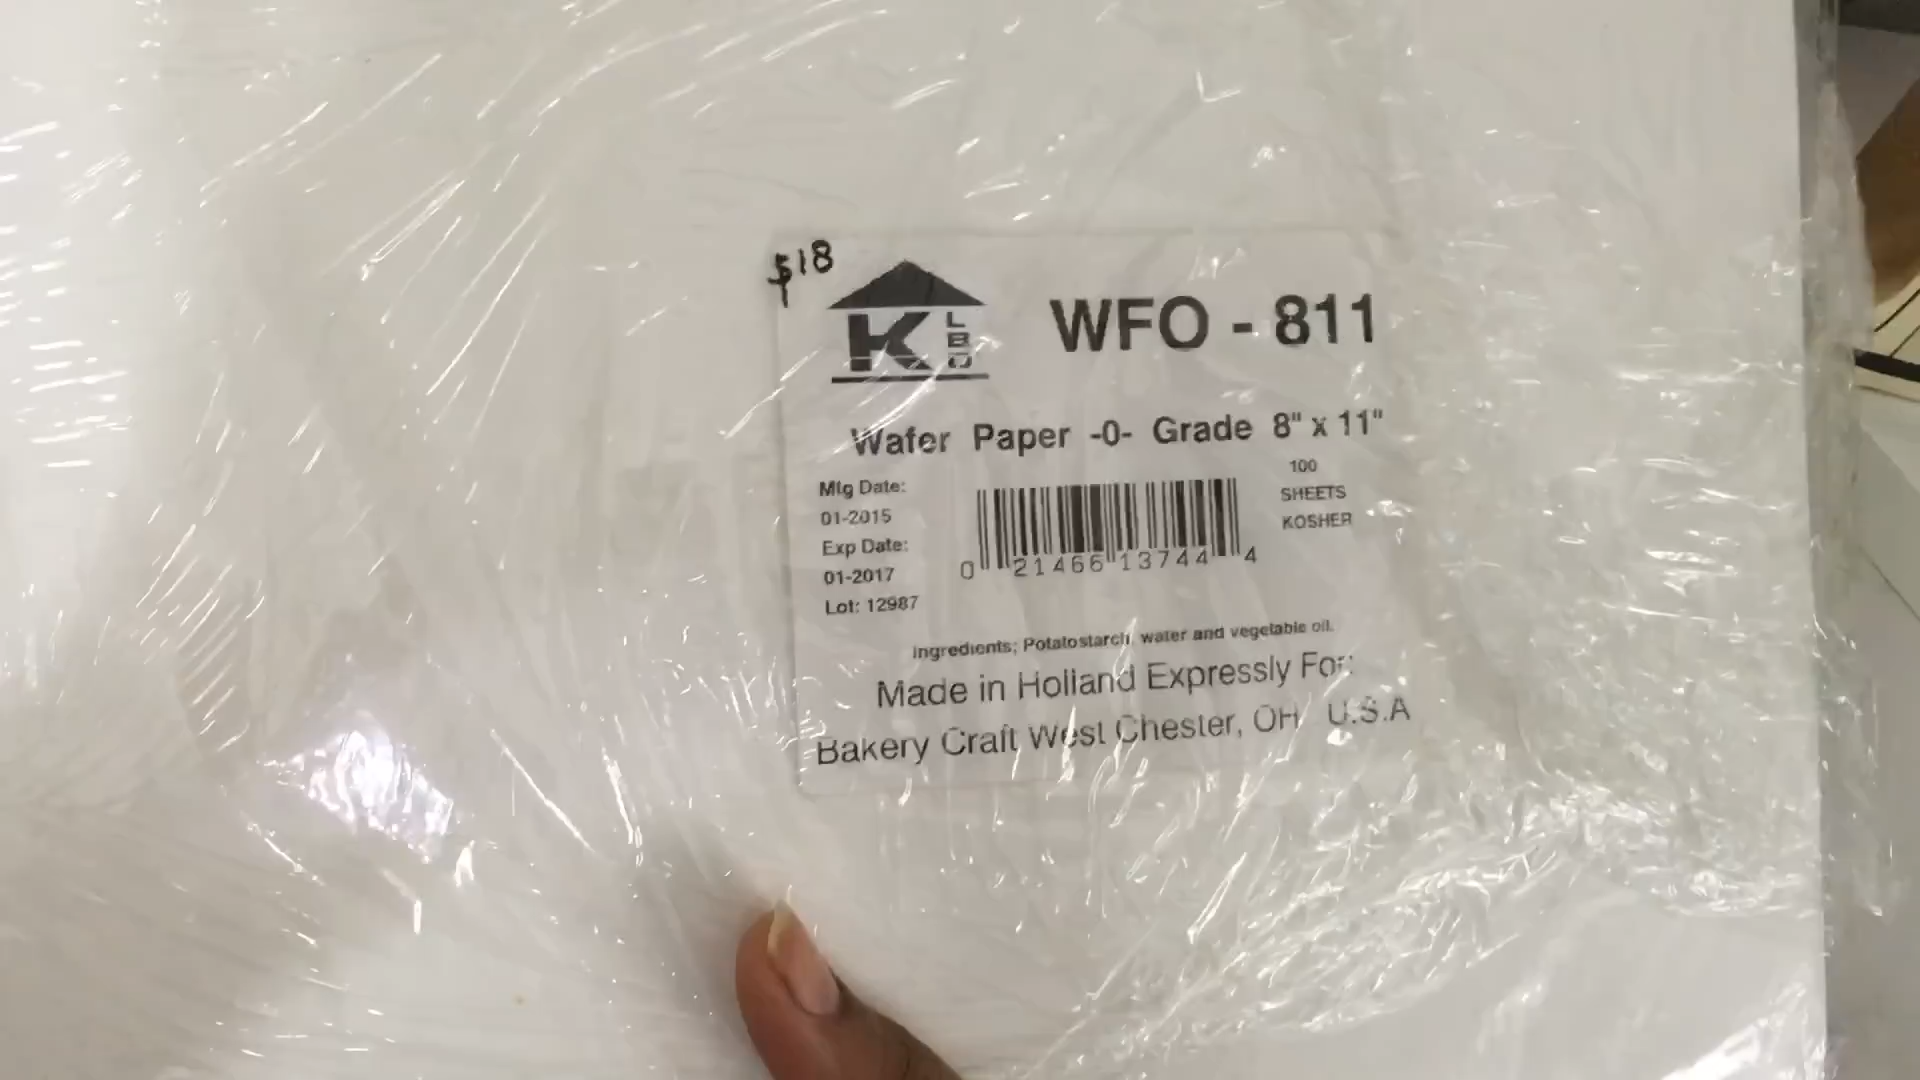 $18
K LBD
WFO - 811
Wafer Paper -0- Grade 8" x 11"
Mfg Date:
01-2015
Exp Date:
01-2017
Lot: 12987
0 21466 13744 4
100
SHEETS
KOSHER
Ingredients; Potatostarch, water and vegetable oil.
Made in Holland Expressly For:
Bakery Craft West Chester, OH U.S.A